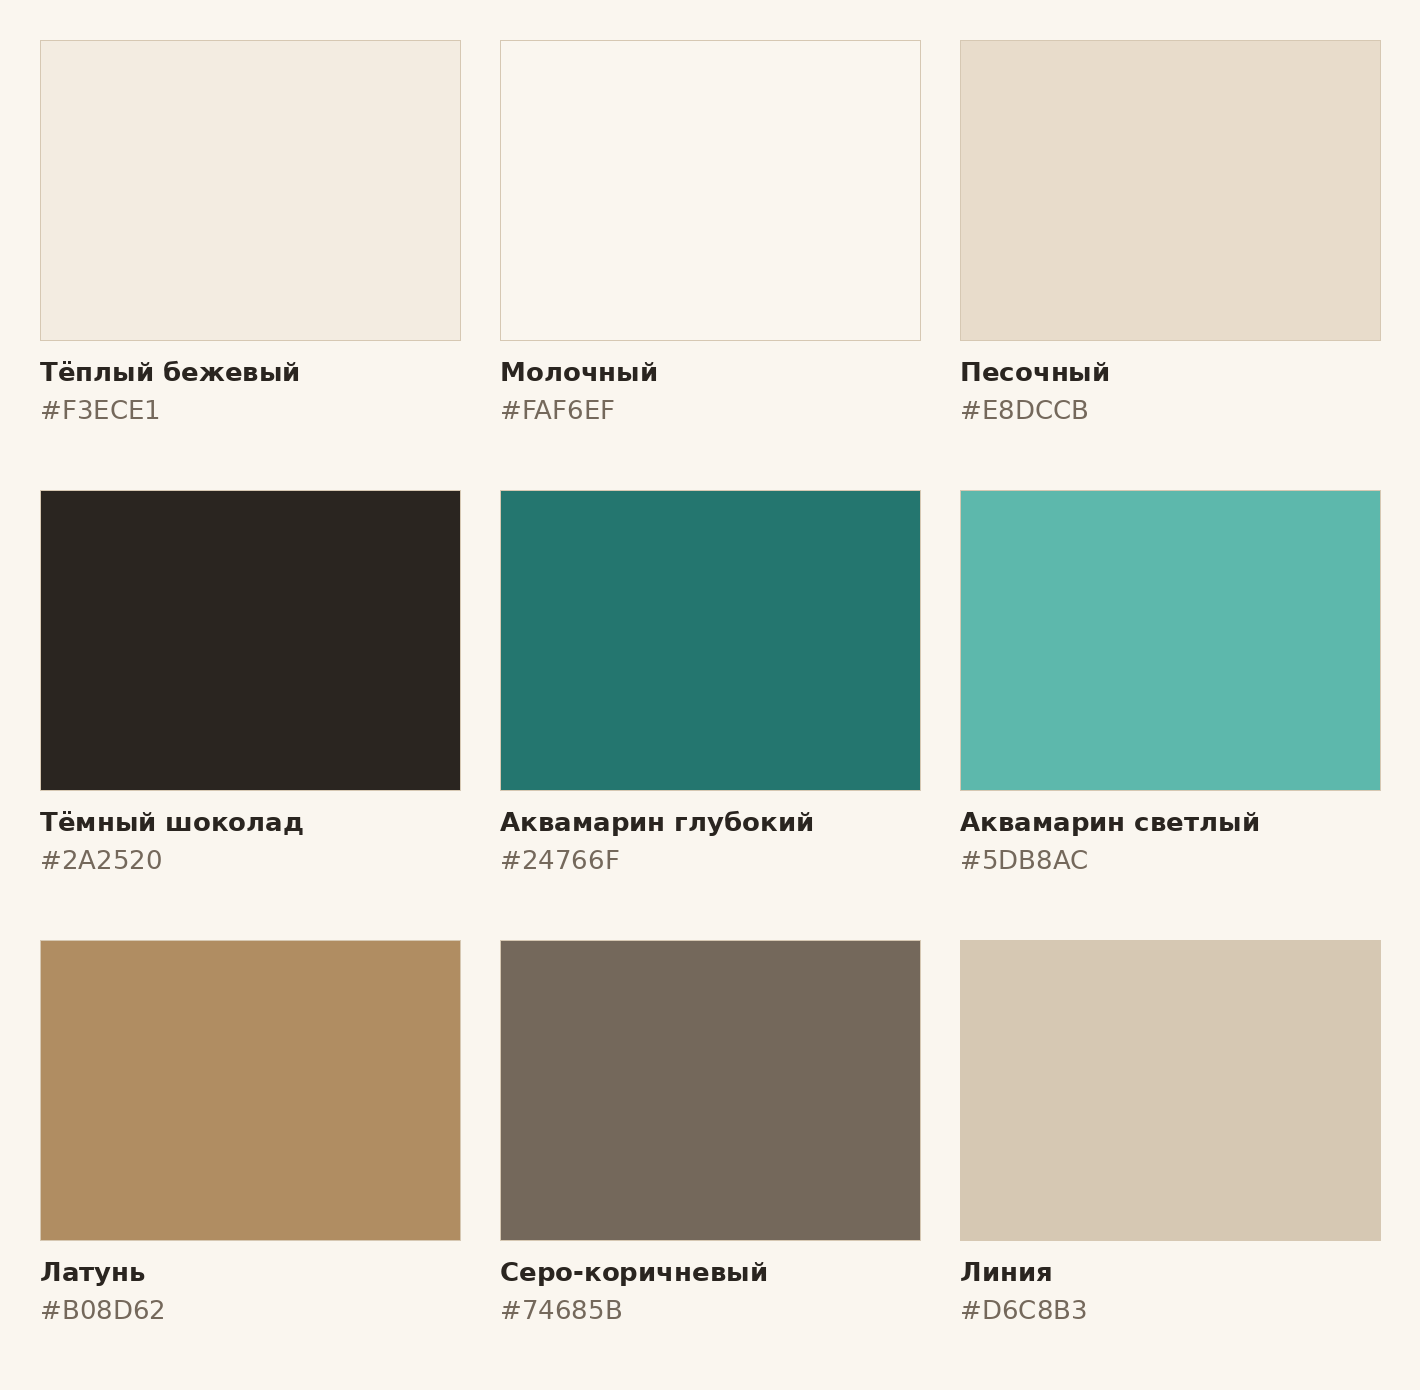 Тёплый бежевый
#F3ECE1
Молочный
#FAF6EF
Песочный
#E8DCCB
Тёмный шоколад
#2A2520
Аквамарин глубокий
#24766F
Аквамарин светлый
#5DB8AC
Латунь
#B08D62
Серо-коричневый
#74685B
Линия
#D6C8B3